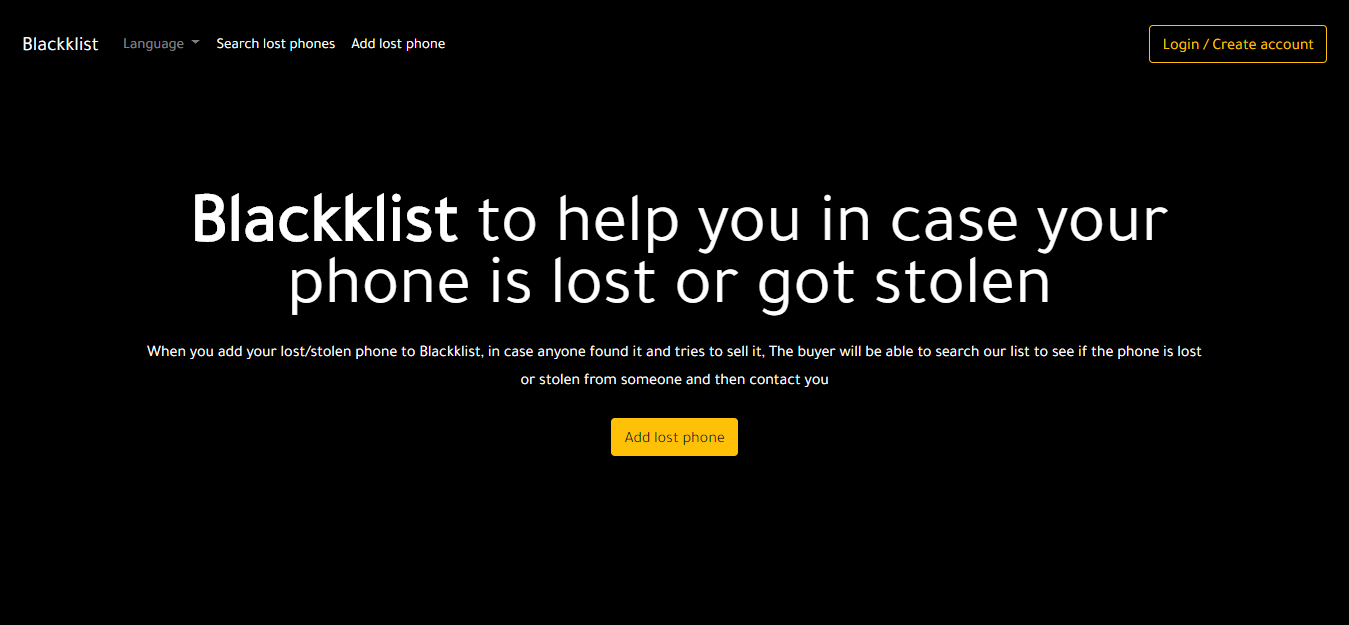 Blackklist Language Search lost phones Add lost phone Login / Create account
Blackklist to help you in case your
phone is lost or got stolen
When you add your lost/stolen phone to Blackklist, in case anyone found it and tries to sell it, The buyer will be able to search our list to see if the phone is lost
or stolen from someone and then contact you
Add lost phone